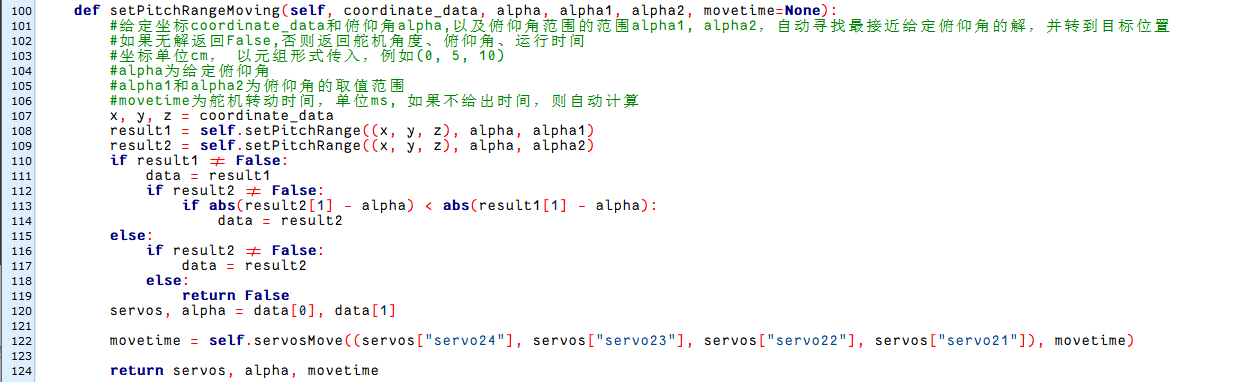 100 def setPitchRangeMoving(self, coordinate_data, alpha, alpha1, alpha2, movetime=None):
101 #给定坐标coordinate_data和俯仰角alpha,以及俯仰角范围的范围alpha1, alpha2，自动寻找最接近给定俯仰角的解，并转到目标位置
102 #如果无解返回False,否则返回舵机角度、俯仰角、运行时间
103 #坐标单位cm， 以元组形式传入，例如(0, 5, 10)
104 #alpha为给定俯仰角
105 #alpha1和alpha2为俯仰角的取值范围
106 #movetime为舵机转动时间，单位ms, 如果不给出时间，则自动计算
107 x, y, z = coordinate_data
108 result1 = self.setPitchRange((x, y, z), alpha, alpha1)
109 result2 = self.setPitchRange((x, y, z), alpha, alpha2)
110 if result1 ≠ False:
111 data = result1
112 if result2 ≠ False:
113 if abs(result2[1] - alpha) < abs(result1[1] - alpha):
114 data = result2
115 else:
116 if result2 ≠ False:
117 data = result2
118 else:
119 return False
120 servos, alpha = data[0], data[1]
121
122 movetime = self.servosMove((servos["servo24"], servos["servo23"], servos["servo22"], servos["servo21"]), movetime)
123
124 return servos, alpha, movetime